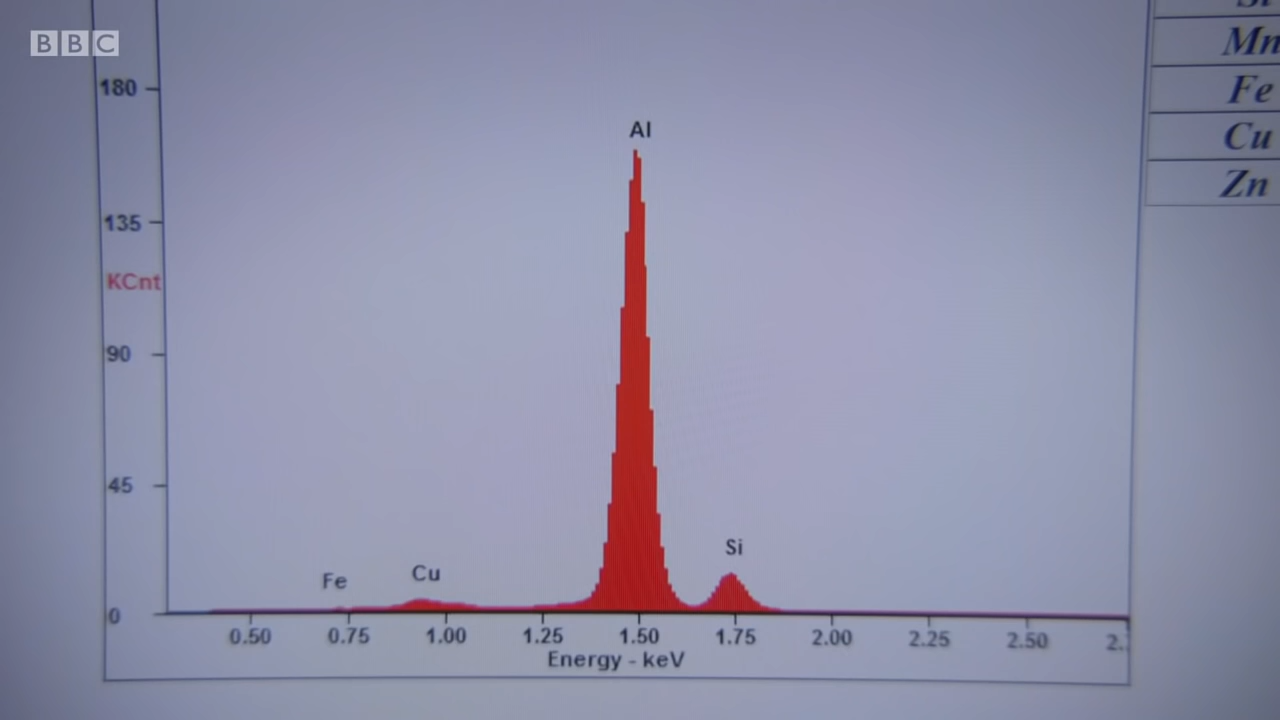 BBC
Mn
Fe
Cu
Zn
180
135
KCnt
90
45
0
Al
Si
Cu
Fe
0.50 0.75 1.00 1.25 1.50 1.75 2.00 2.25 2.50
Energy - keV